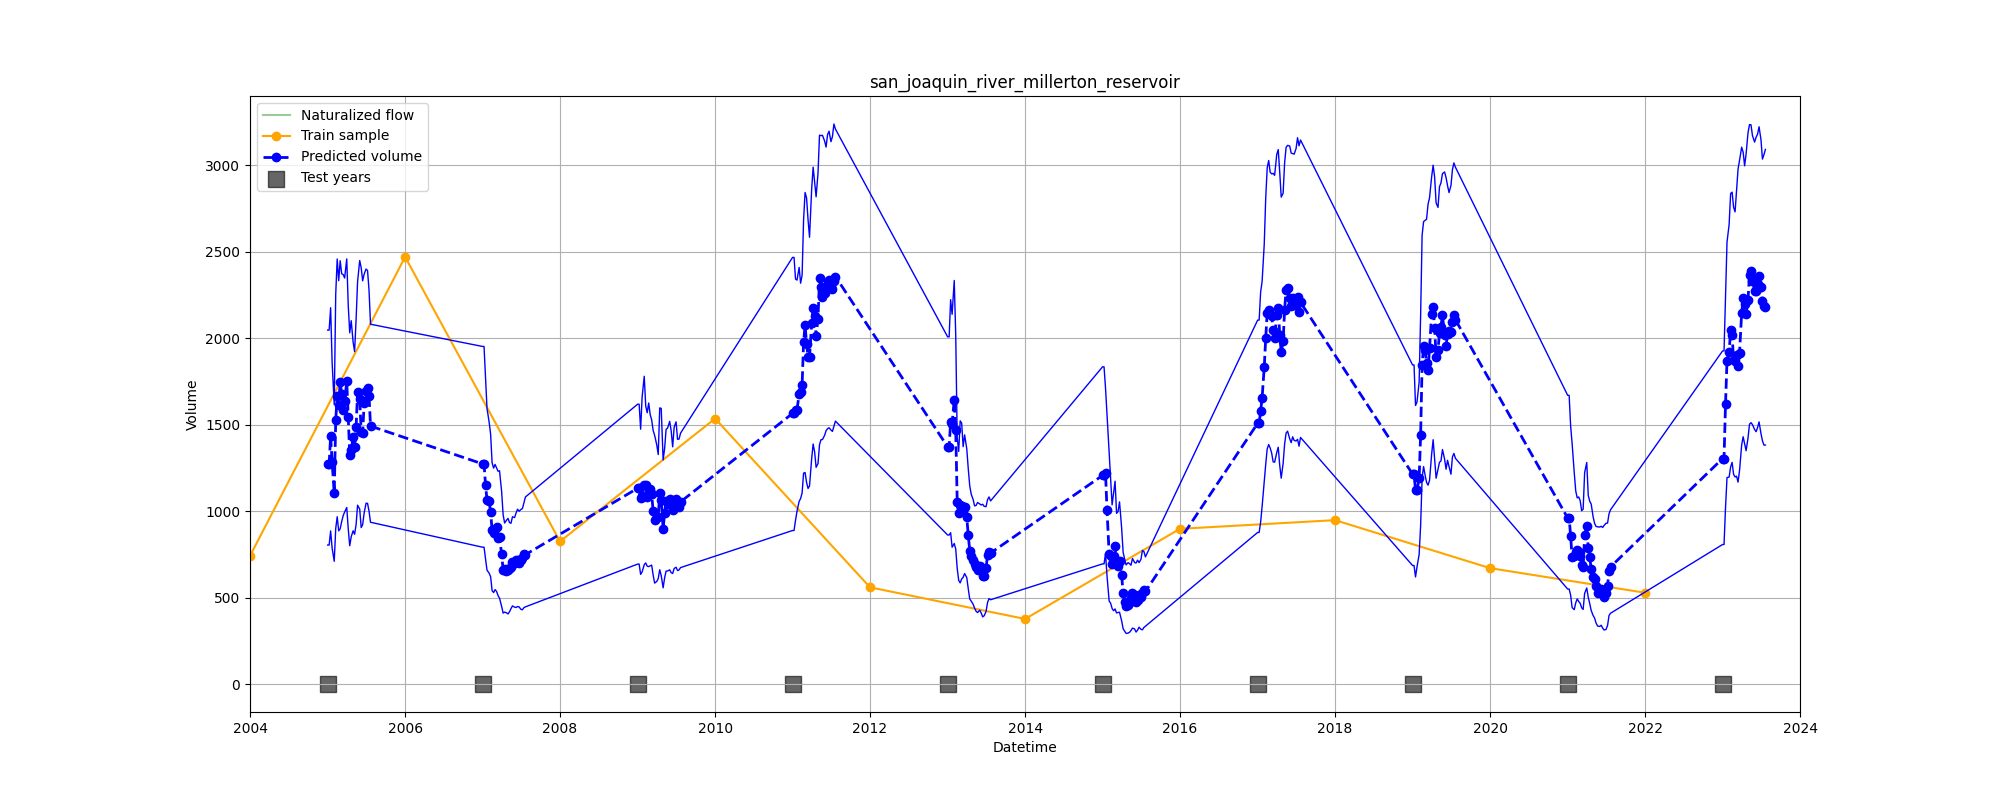 san_joaquin_river_millerton_reservoir
Naturalized flow
Train sample
Predicted volume
Test years
3000
2500
2000
1500
1000
500
0
Volume
2004 2006 2008 2010 2012 2014 2016 2018 2020 2022 2024
Datetime